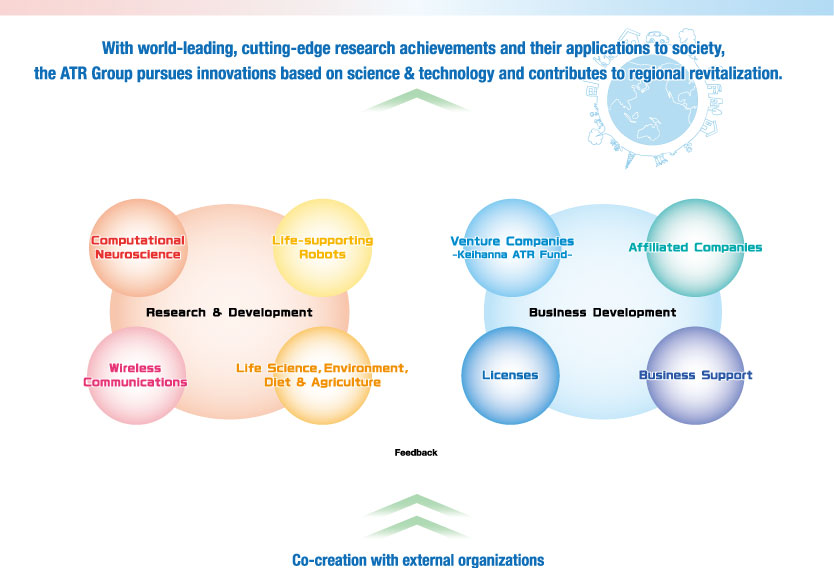 With world-leading, cutting-edge research achievements and their applications to society,
the ATR Group pursues innovations based on science & technology and contributes to regional revitalization.
Computational
Neuroscience
Life-supporting
Robots
Research & Development
Wireless
Communications
Life Science, Environment,
Diet & Agriculture
Venture Companies
-Keihanna ATR Fund-
Affiliated Companies
Business Development
Licenses
Business Support
Feedback
Co-creation with external organizations